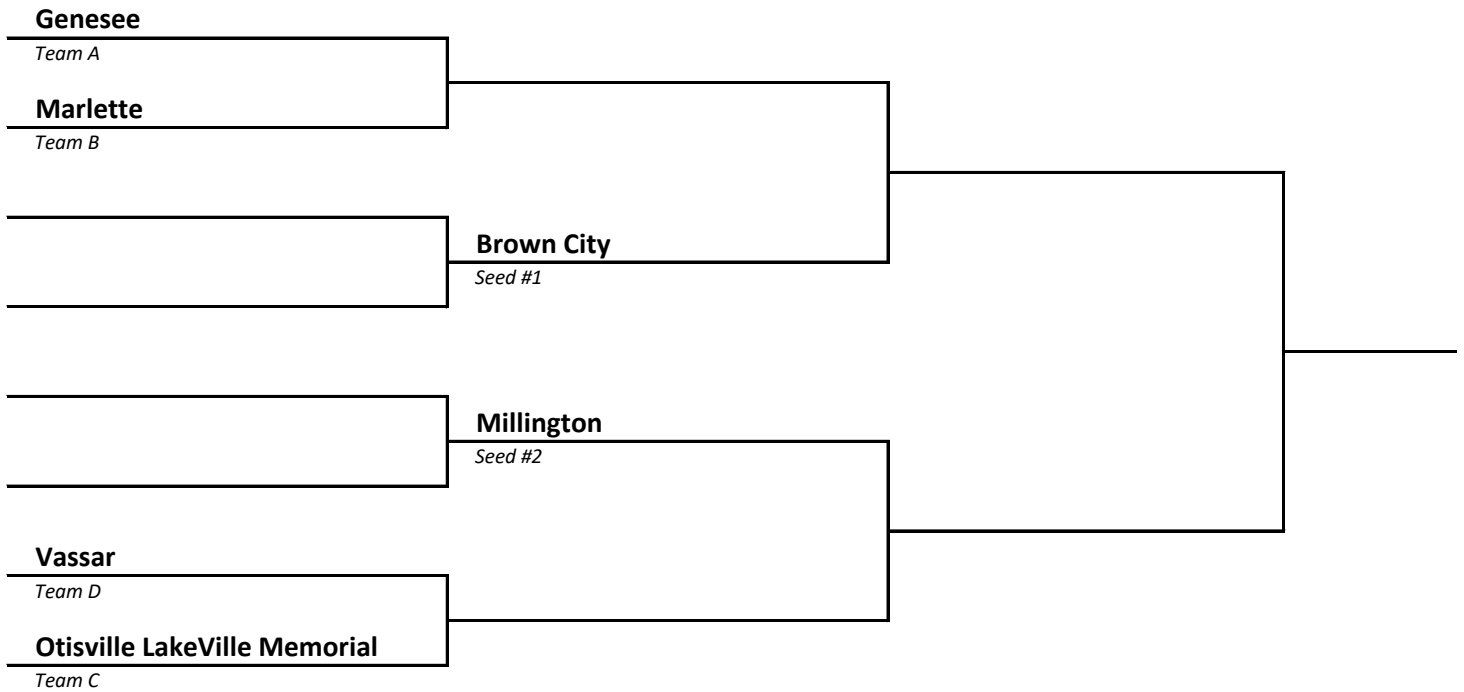 Genesee
Team A
Marlette
Team B
Brown City
Seed #1
Millington
Seed #2
Vassar
Team D
Otisville LakeVille Memorial
Team C